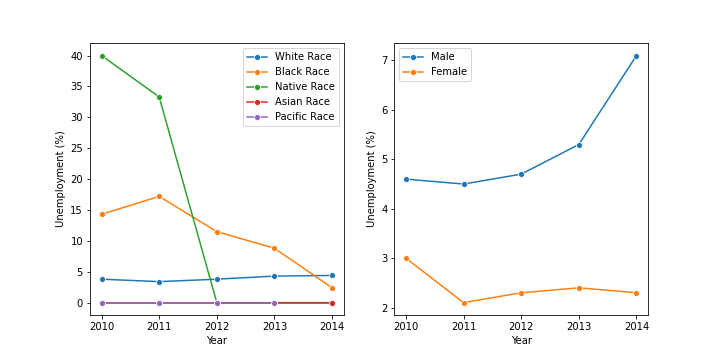 40
35
30
25
20
15
10
5
0
Unemployment (%)
White Race
Black Race
Native Race
Asian Race
Pacific Race
2010 2011 2012 2013 2014
Year
7
6
5
4
3
2
Unemployment (%)
Male
Female
2010 2011 2012 2013 2014
Year